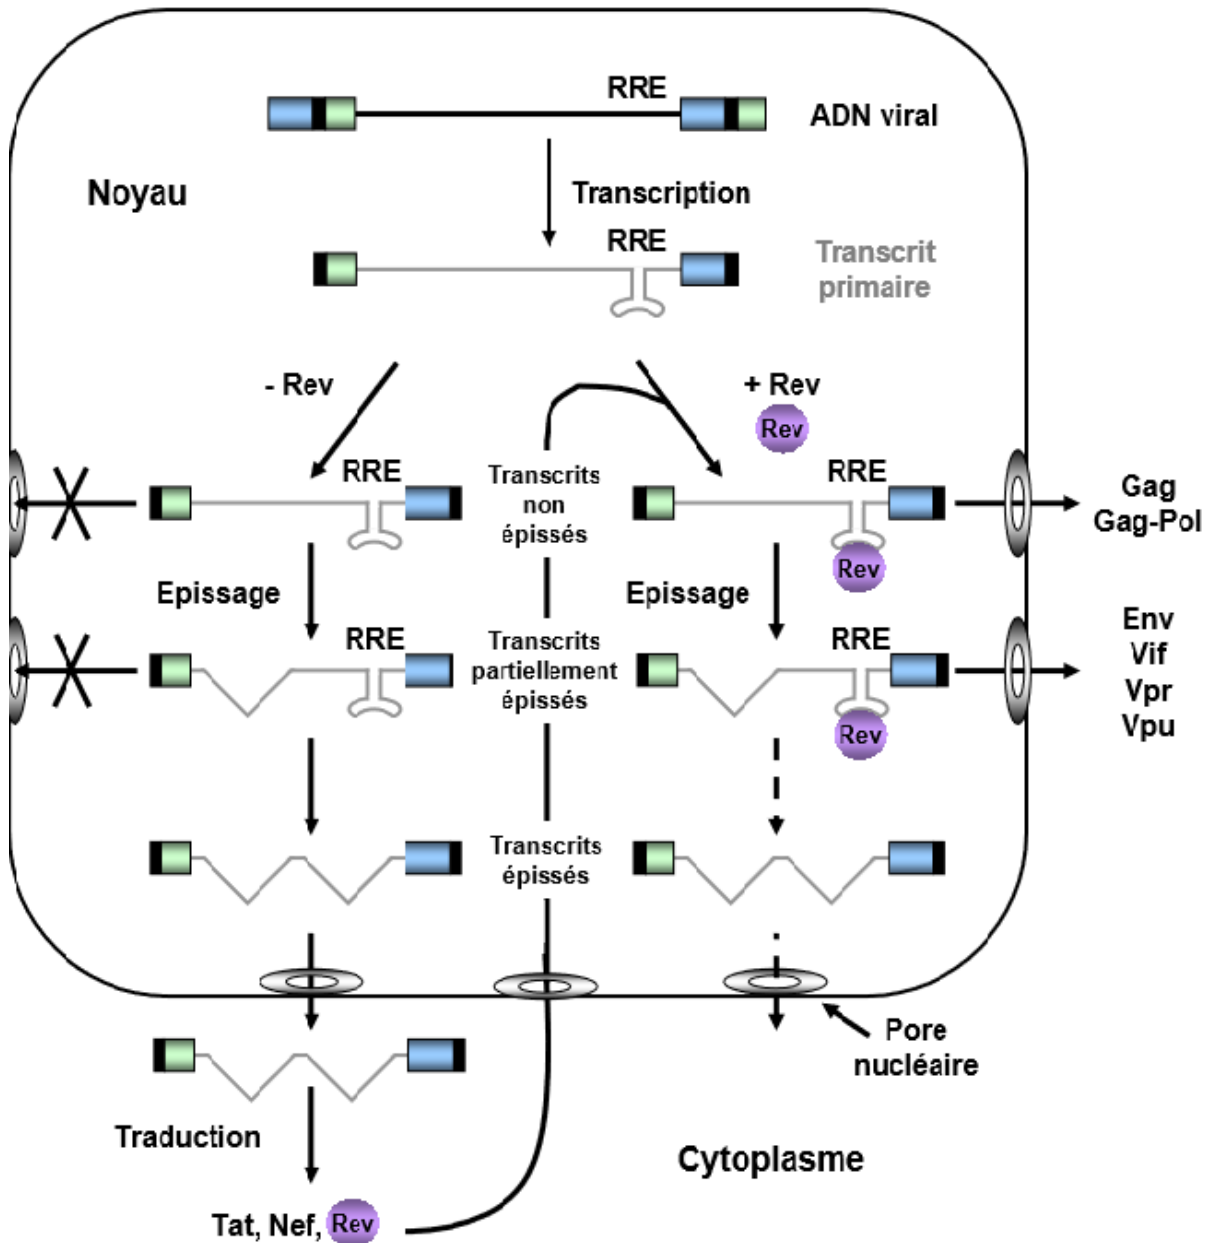 RRE
ADN viral
Noyau
Transcription
RRE
Transcrit
primaire
- Rev
+ Rev
Rev
RRE
Transcrits
non
épissés
RRE
Gag
Gag-Pol
Rev
Epissage
Epissage
RRE
Transcrits
partiellement
épissés
RRE
Env
Vif
Vpr
Vpu
Rev
Transcrits
épissés
Pore
nucléaire
Traduction
Cytoplasme
Tat, Nef, Rev